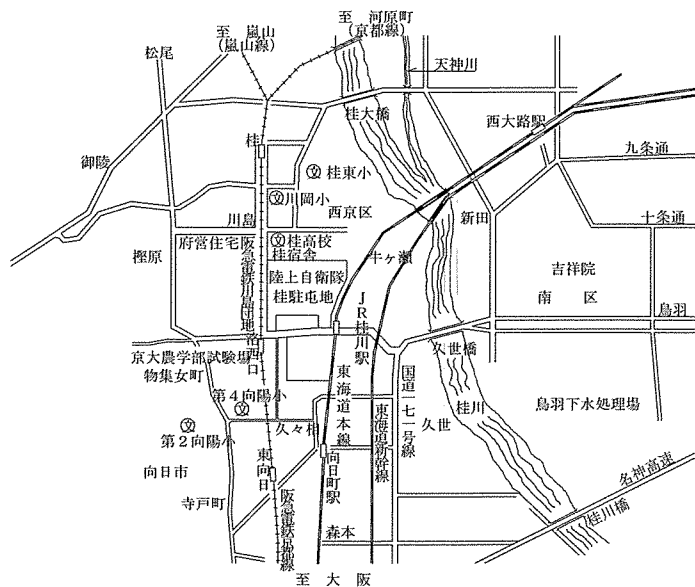 至 嵐山
(嵐山線)
至 河原町
(京都線)
松尾
天神川
桂大橋
西大路駅
桂
御陵
九条通
文 桂東小
文 川岡小
西京区
新田
川島
十条通
府営住宅
阪急電鉄川島団地
文 桂高校
桂宿舎
樫原
牛ヶ瀬
吉祥院
陸上自衛隊
桂駐屯地
南区
JR桂川駅
鳥羽
洛西口
久世橋
京大農学部試験場
物集女町
東海道本線
国道一七一号線
第4向陽小
文
桂川
鳥羽下水処理場
久世
久々相
東海道新幹線
文
第2向陽小
東向日
向日町駅
向日市
名神高速
寺戸町
阪急電鉄京都線
桂川橋
森本
至 大 阪